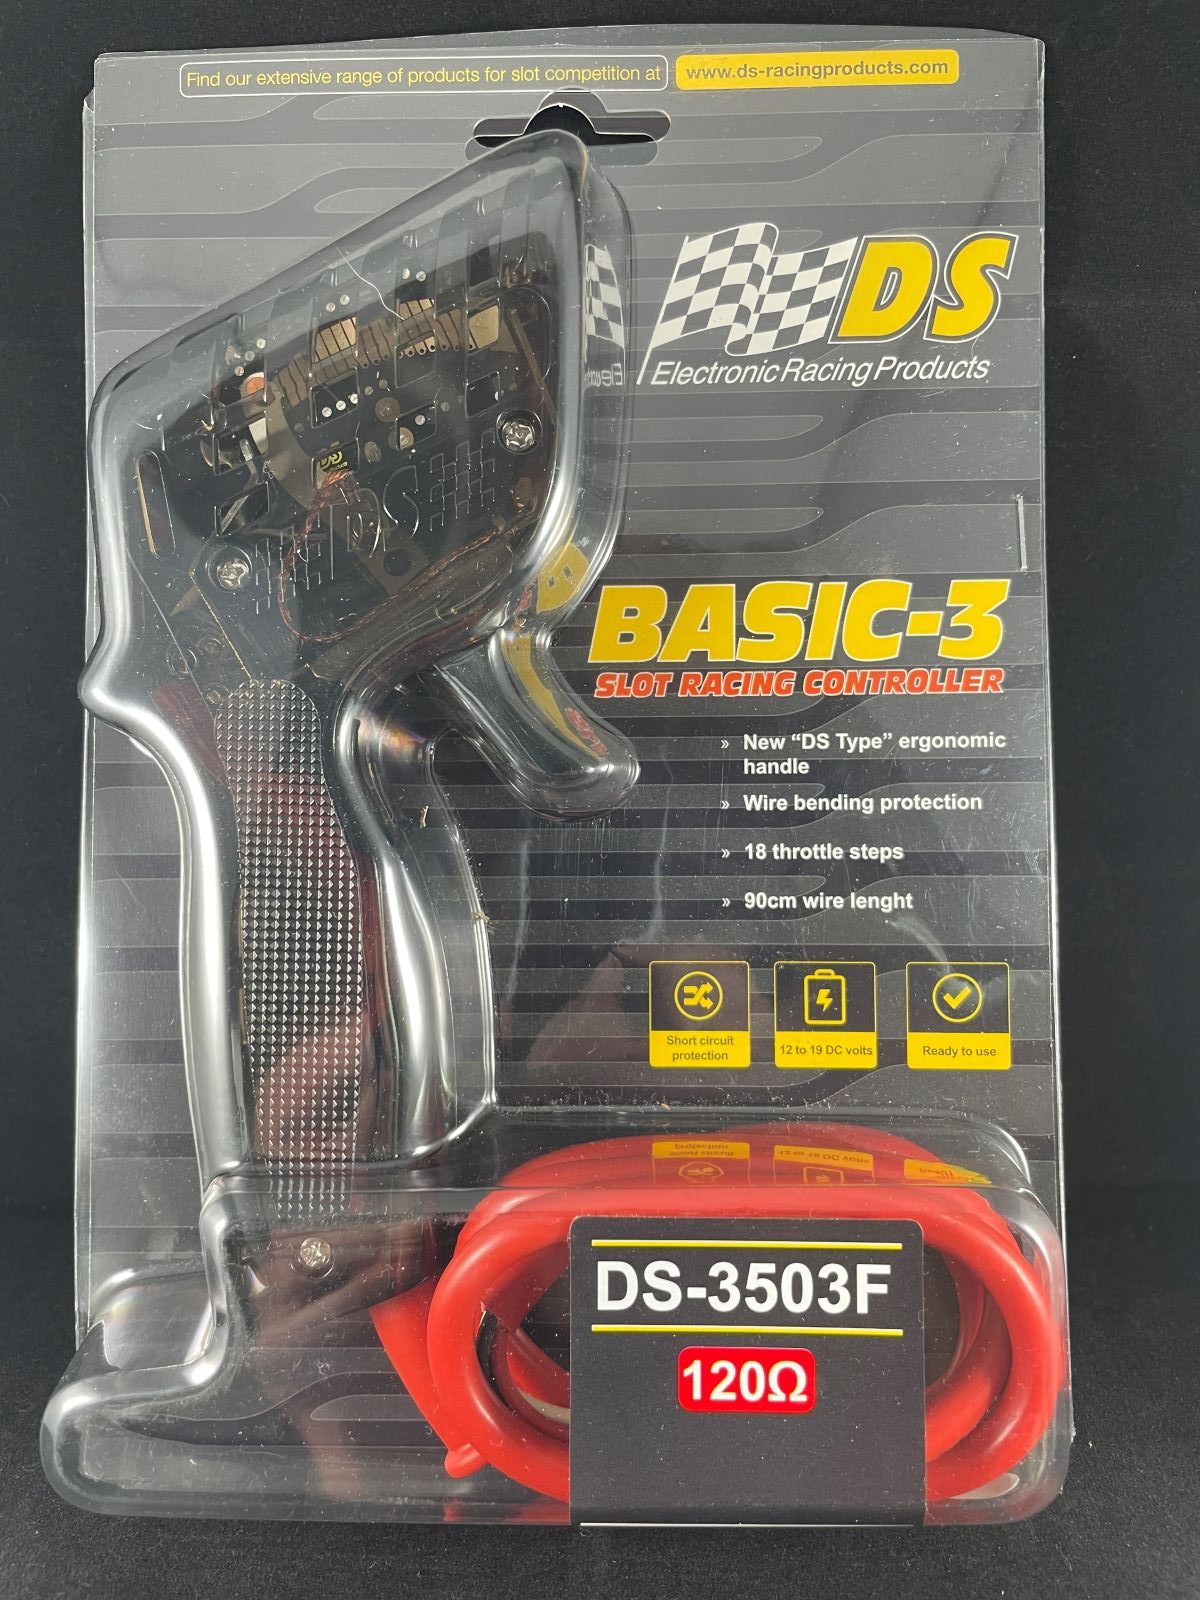 Find our extensive range of products for slot competition at www.ds-racingproducts.com
DS
Electronic Racing Products
DS
BASIC-3
SLOT RACING CONTROLLER
» New “DS Type” ergonomic
handle
» Wire bending protection
» 18 throttle steps
» 90cm wire lenght
Short circuit
protection
12 to 19 DC volts
Ready to use
DS-3503F
120Ω